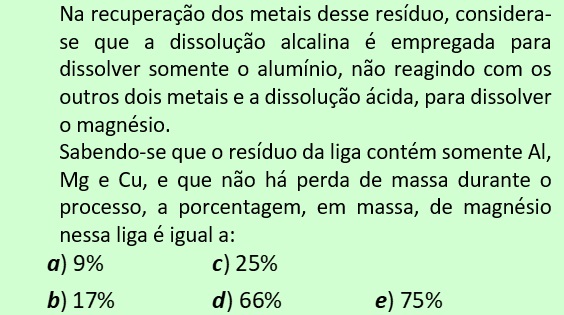 Na recuperação dos metais desse resíduo, considera-
se que a dissolução alcalina é empregada para
dissolver somente o alumínio, não reagindo com os
outros dois metais e a dissolução ácida, para dissolver
o magnésio.
Sabendo-se que o resíduo da liga contém somente Al,
Mg e Cu, e que não há perda de massa durante o
processo, a porcentagem, em massa, de magnésio
nessa liga é igual a:
a) 9% c) 25%
b) 17% d) 66% e) 75%